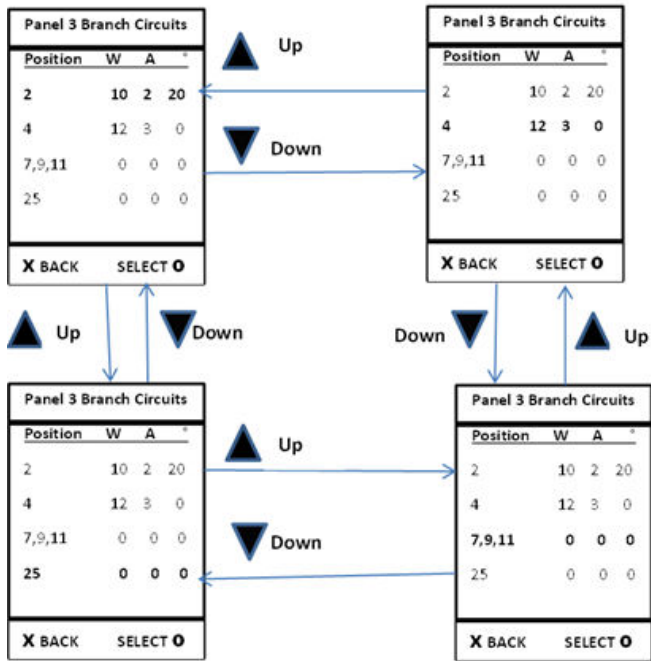 Panel 3 Branch Circuits
Position W A °
2 10 2 20
4 12 3 0
7,9,11 0 0 0
25 0 0 0
X BACK SELECT O
Up
Down
Panel 3 Branch Circuits
Position W A °
2 10 2 20
4 12 3 0
7,9,11 0 0 0
25 0 0 0
X BACK SELECT O
Up
Down
Down
Up
Panel 3 Branch Circuits
Position W A °
2 10 2 20
4 12 3 0
7,9,11 0 0 0
25 0 0 0
X BACK SELECT O
Up
Down
Panel 3 Branch Circuits
Position W A °
2 10 2 20
4 12 3 0
7,9,11 0 0 0
25 0 0 0
X BACK SELECT O